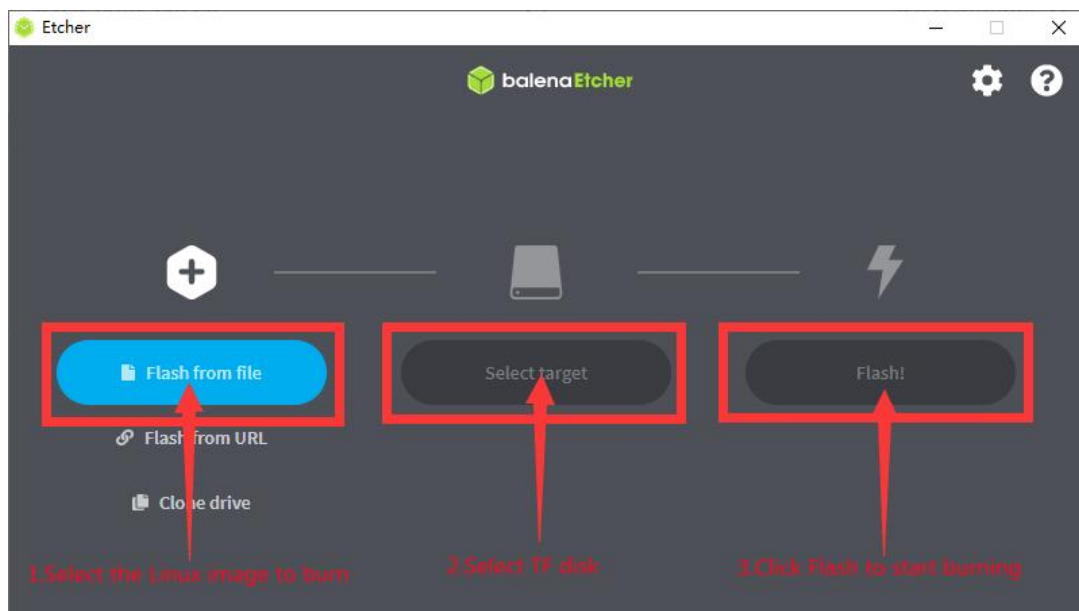 Etcher
balenaEtcher
Flash from file
Select target
Flash!
Flash from URL
Clone drive
1.Select the Linux image to burn
2.Select TF disk
3.Click Flash to start burning